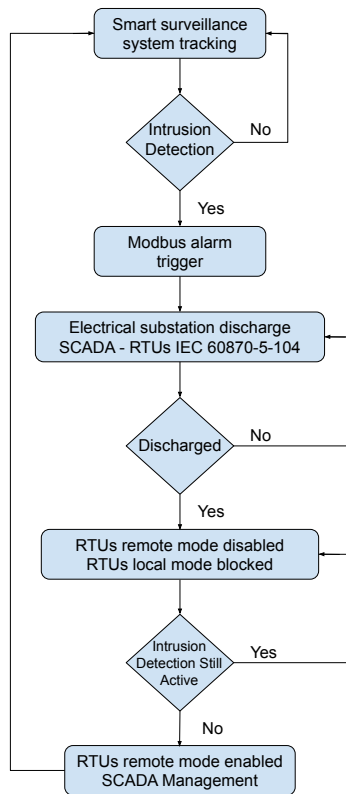 Smart surveillance
system tracking
Intrusion
Detection
No
Yes
Modbus alarm
trigger
Electrical substation discharge
SCADA - RTUs IEC 60870-5-104
Discharged
No
Yes
RTUs remote mode disabled
RTUs local mode blocked
Intrusion
Detection Still
Active
Yes
No
RTUs remote mode enabled
SCADA Management